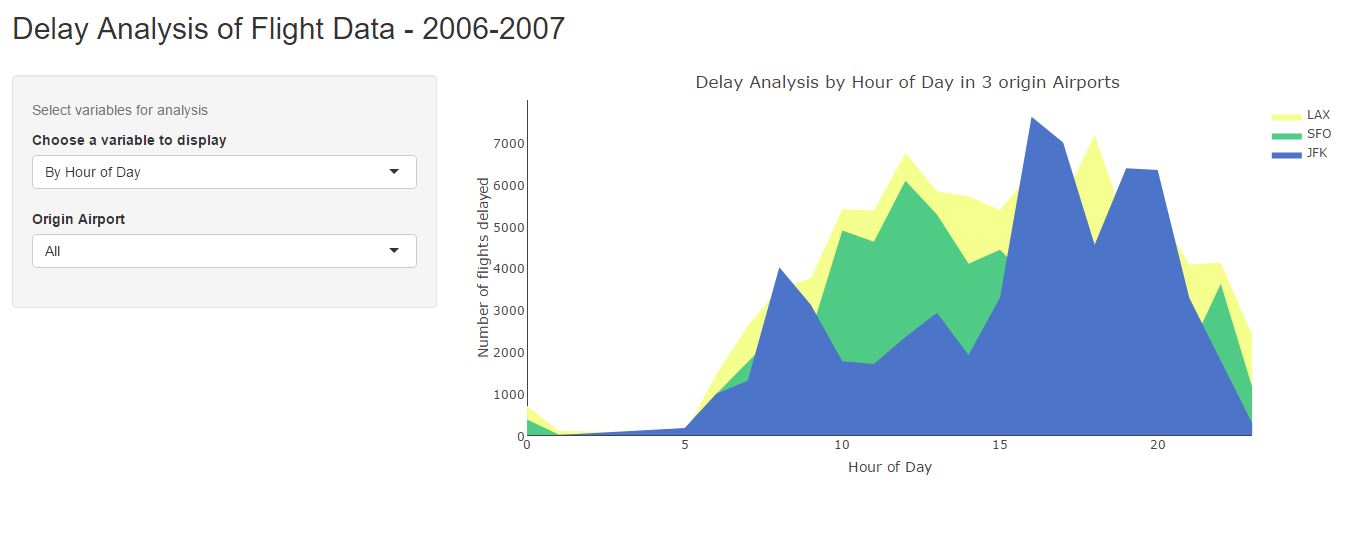 Delay Analysis of Flight Data - 2006-2007
Select variables for analysis
Choose a variable to display
By Hour of Day
Origin Airport
All
Delay Analysis by Hour of Day in 3 origin Airports
LAX
SFO
JFK
Number of flights delayed
7000
6000
5000
4000
3000
2000
1000
0
0 5 10 15 20
Hour of Day